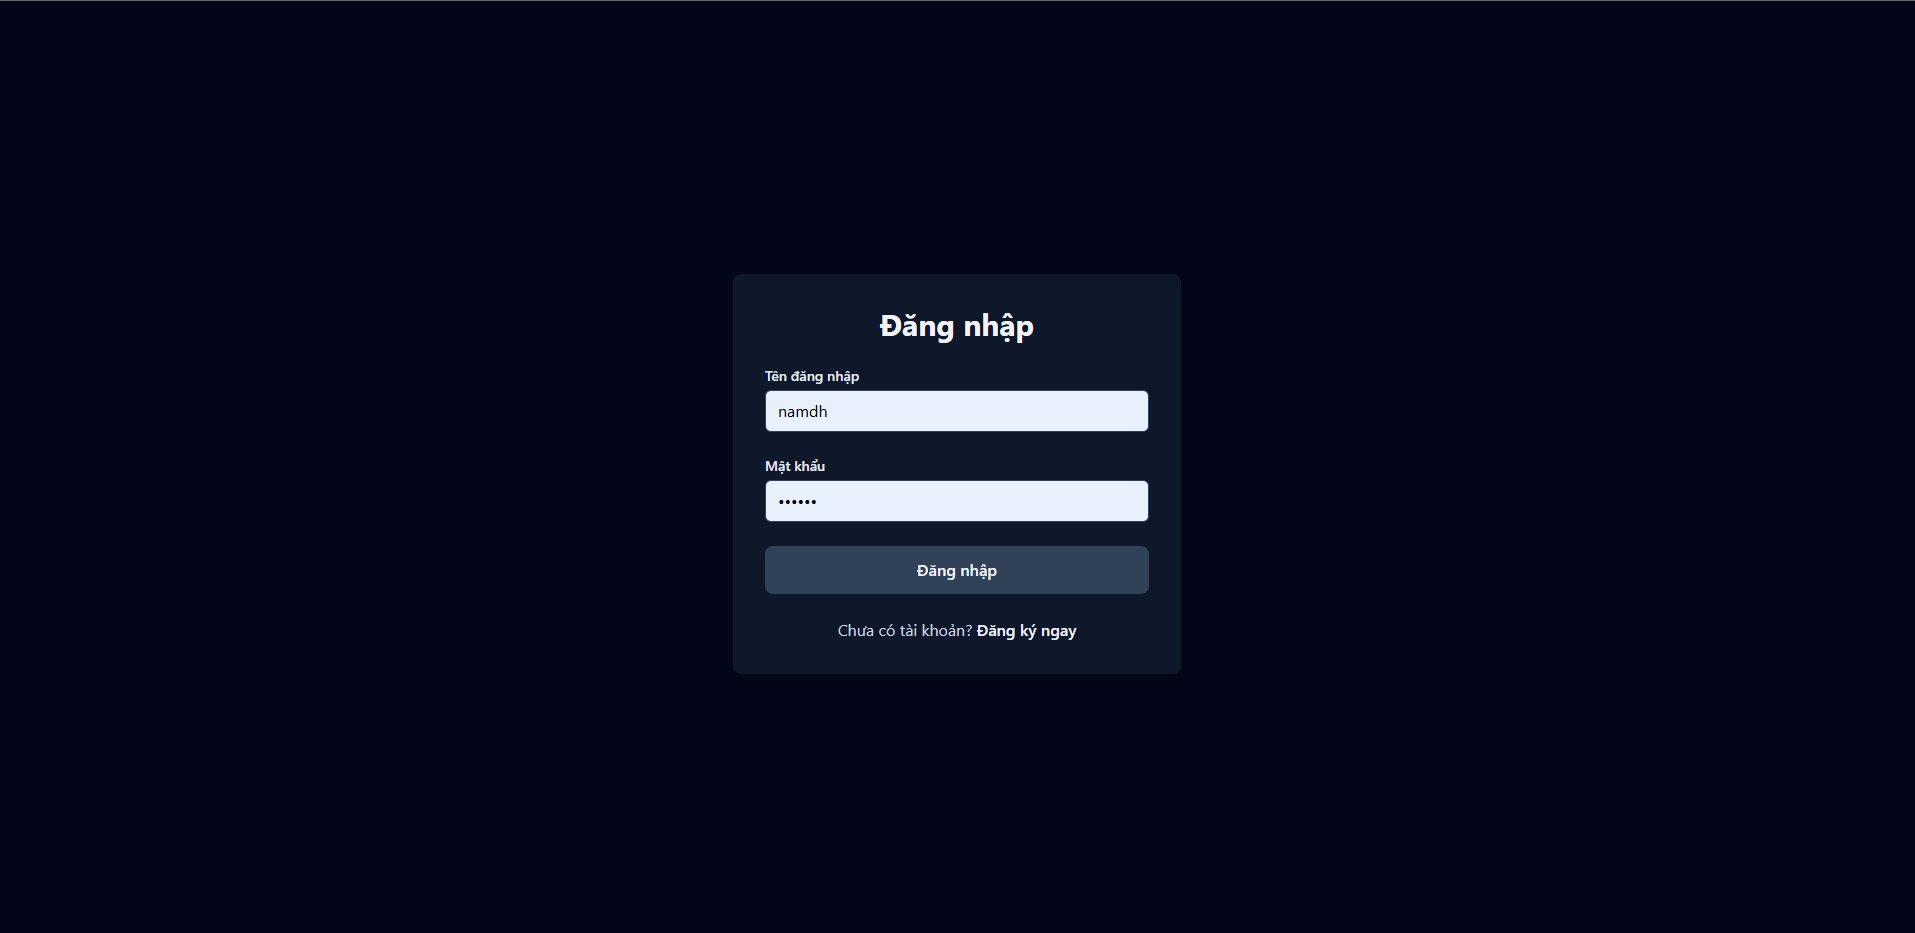 Đăng nhập
Tên đăng nhập
namdh
Mật khẩu
••••••
Đăng nhập
Chưa có tài khoản? Đăng ký ngay